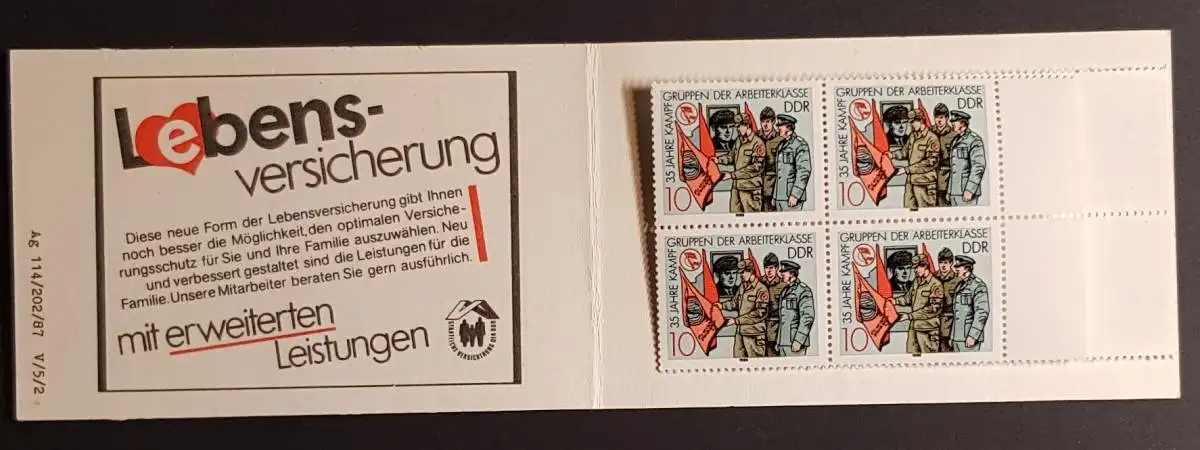 Lebens-
versicherung
Diese neue Form der Lebensversicherung gibt Ihnen
noch besser die Möglichkeit, den optimalen Versiche-
rungsschutz für Sie und Ihre Familie auszuwählen. Neu
und verbessert gestaltet sind die Leistungen für die
Familie. Unsere Mitarbeiter beraten Sie gern ausführlich.
mit erweiterten
Leistungen
STAATLICHE VERSICHERUNG DER DDR
Ag 114/202/87 V/5/2
35 JAHRE KAMPF
GRUPPEN DER ARBEITERKLASSE
DDR
10
35 JAHRE KAMPF
GRUPPEN DER ARBEITERKLASSE
DDR
10
35 JAHRE KAMPF
GRUPPEN DER ARBEITERKLASSE
DDR
10
35 JAHRE KAMPF
GRUPPEN DER ARBEITERKLASSE
DDR
10